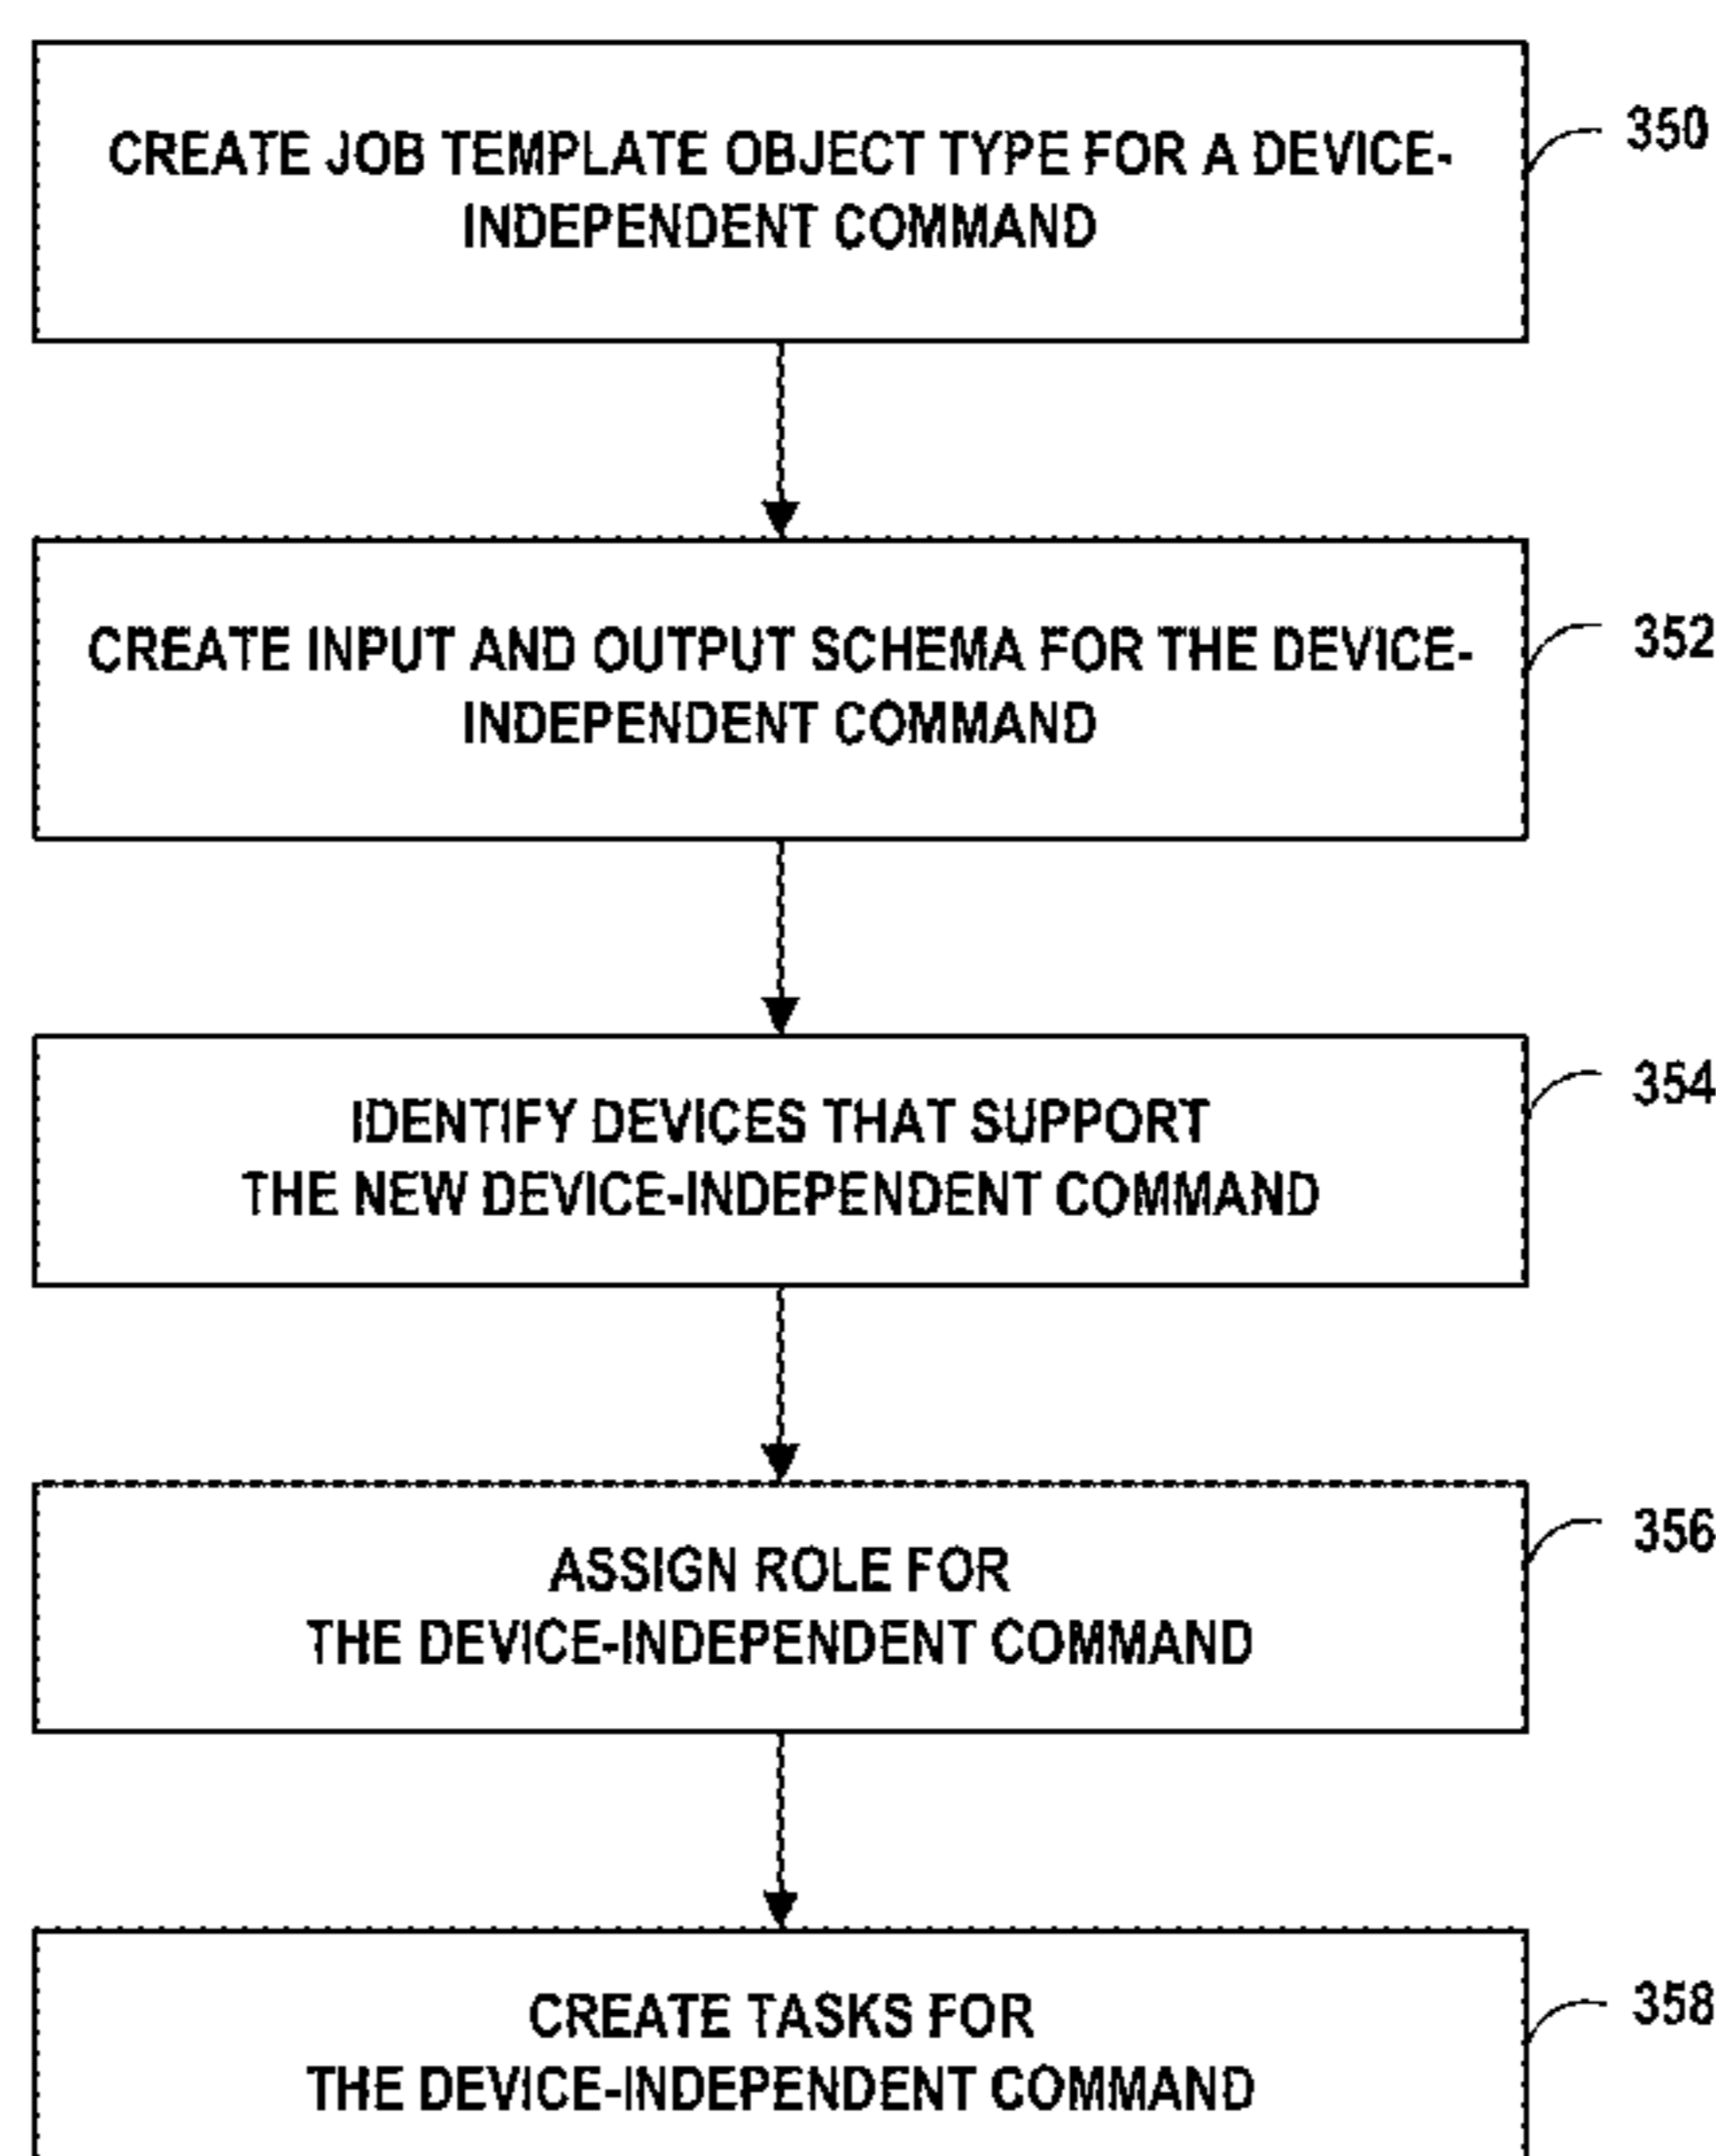 CREATE JOB TEMPLATE OBJECT TYPE FOR A DEVICE-
INDEPENDENT COMMAND
350
CREATE INPUT AND OUTPUT SCHEMA FOR THE DEVICE-
INDEPENDENT COMMAND
352
IDENTIFY DEVICES THAT SUPPORT
THE NEW DEVICE-INDEPENDENT COMMAND
354
ASSIGN ROLE FOR
THE DEVICE-INDEPENDENT COMMAND
356
CREATE TASKS FOR
THE DEVICE-INDEPENDENT COMMAND
358